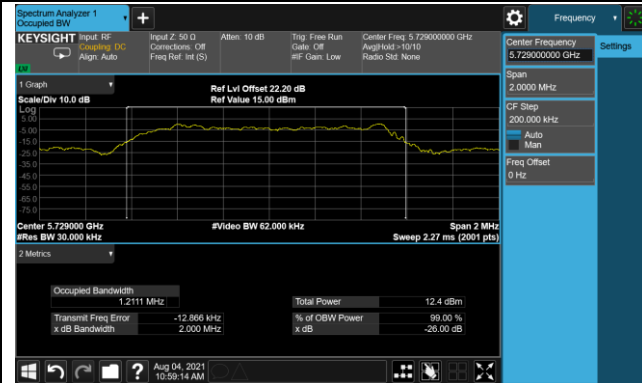 Spectrum Analyzer 1
Occupied BW
+
Frequency
KEYSIGHT
Input: RF
Coupling: DC
Align: Auto
Input Z: 50 Ω
Corrections: Off
Freq Ref: Int (S)
Atten: 10 dB
Trig: Free Run
Gate: Off
#IF Gain: Low
Center Freq: 5.729000000 GHz
Avg|Hold:>10/10
Radio Std: None
Center Frequency
5.729000000 GHz
Settings
Span
2.0000 MHz
CF Step
200.000 kHz
Auto
Man
Freq Offset
0 Hz
1 Graph
Scale/Div 10.0 dB
Ref Lvl Offset 22.20 dB
Ref Value 15.00 dBm
Log
5.00
-5.00
-15.0
-25.0
-35.0
-45.0
-55.0
-65.0
-75.0
Center 5.729000 GHz
#Video BW 62.000 kHz
Span 2 MHz
#Res BW 30.000 kHz
Sweep 2.27 ms (2001 pts)
2 Metrics
Occupied Bandwidth
1.2111 MHz
Total Power
12.4 dBm
Transmit Freq Error
-12.866 kHz
% of OBW Power
99.00 %
x dB Bandwidth
2.000 MHz
x dB
-26.00 dB
?
Aug 04, 2021
10:59:14 AM